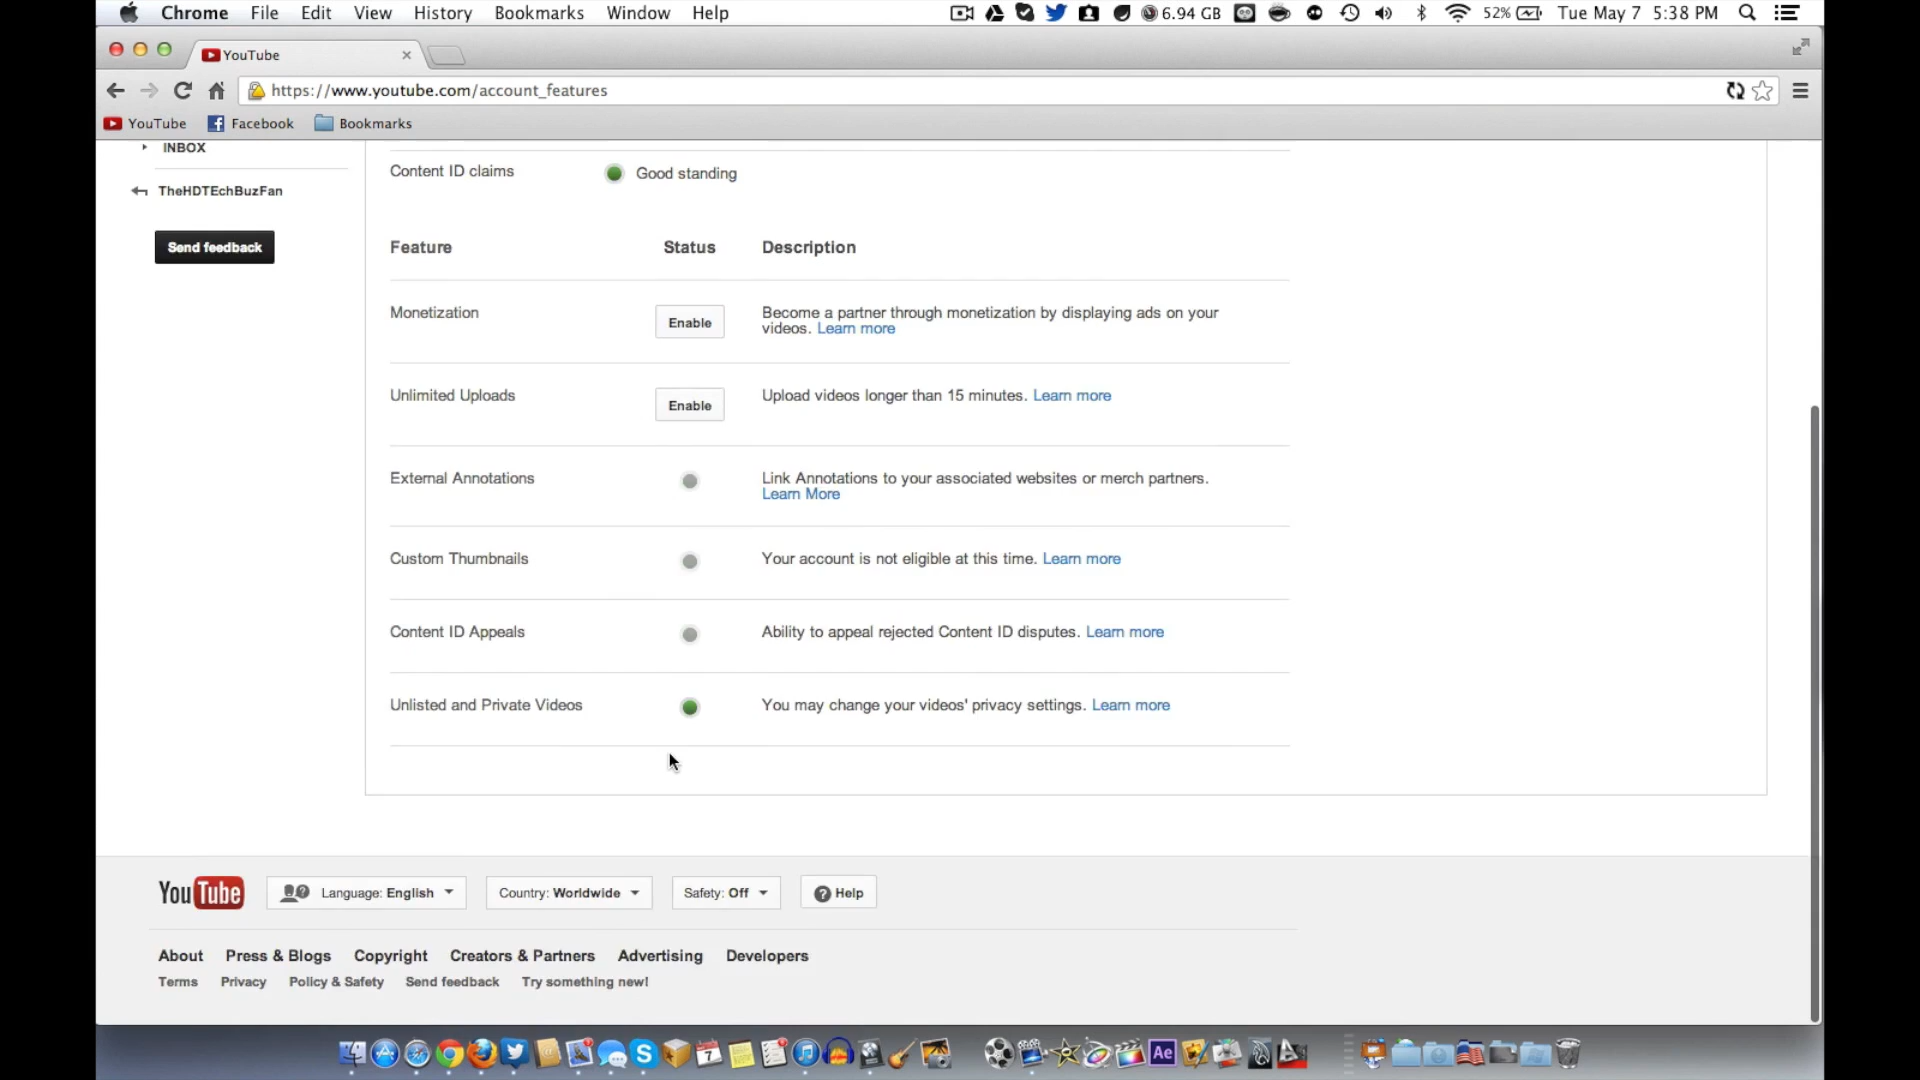 Chrome File Edit View History Bookmarks Window Help 6.94 GB 52% Tue May 7 5:38 PM
YouTube
https://www.youtube.com/account_features
YouTube Facebook Bookmarks
INBOX
TheHDTEchBuzFan
Send feedback
Content ID claims Good standing
Feature Status Description
Monetization Enable Become a partner through monetization by displaying ads on your
videos. Learn more
Unlimited Uploads Enable Upload videos longer than 15 minutes. Learn more
External Annotations Link Annotations to your associated websites or merch partners.
Learn More
Custom Thumbnails Your account is not eligible at this time. Learn more
Content ID Appeals Ability to appeal rejected Content ID disputes. Learn more
Unlisted and Private Videos You may change your videos' privacy settings. Learn more
YouTube Language: English Country: Worldwide Safety: Off Help
About Press & Blogs Copyright Creators & Partners Advertising Developers
Terms Privacy Policy & Safety Send feedback Try something new!
7 Ae